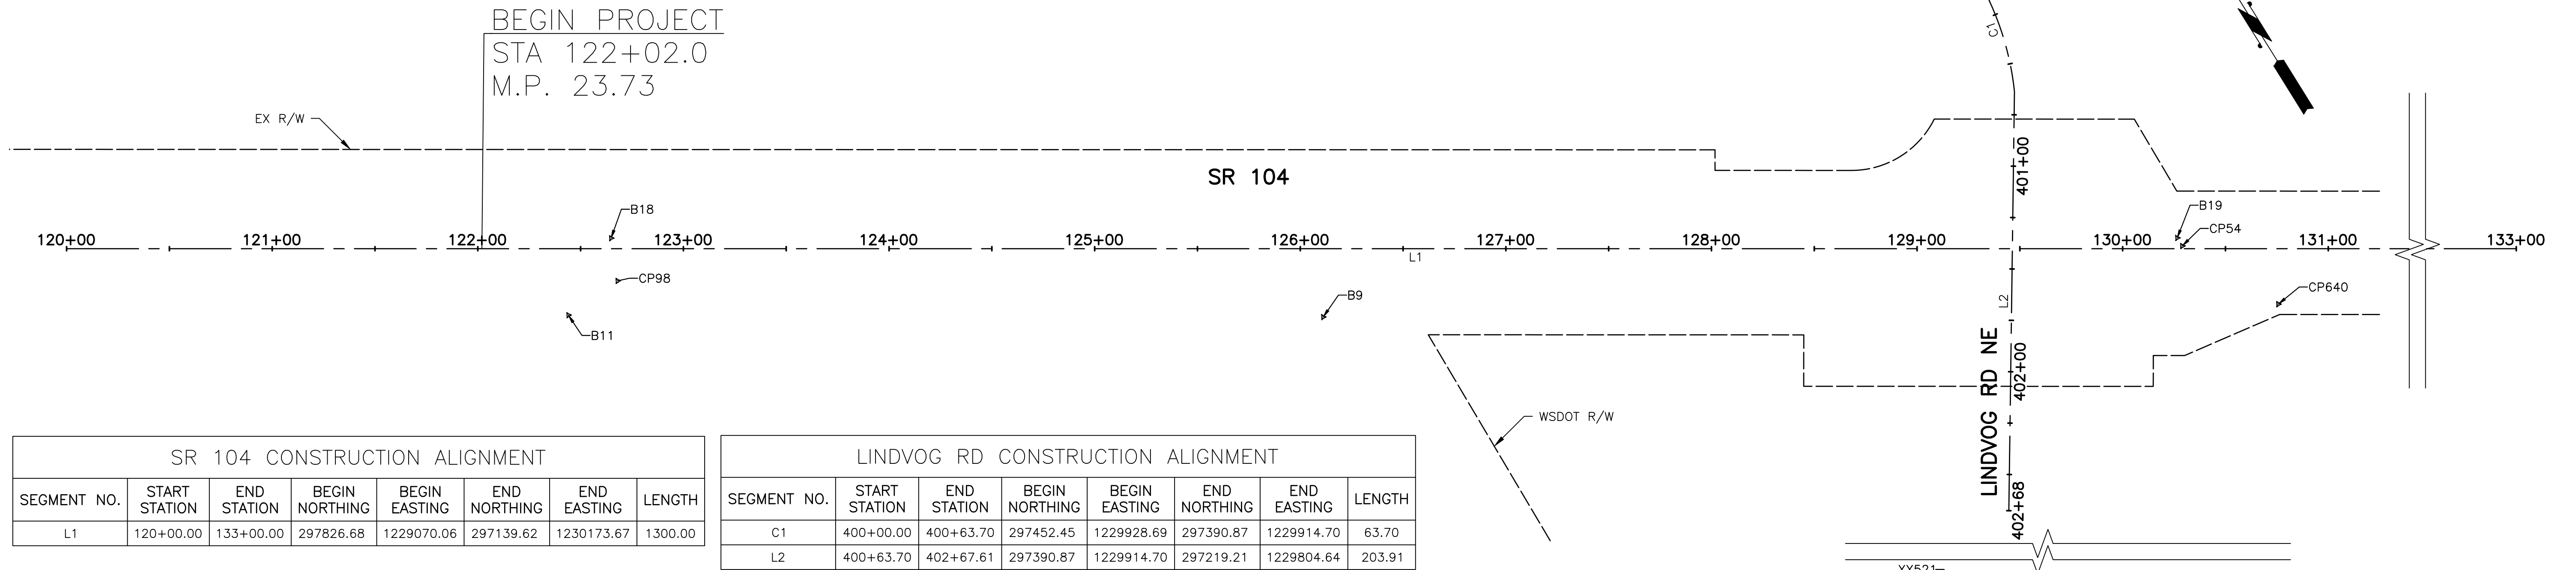 BEGIN PROJECT
STA 122+02.0
M.P. 23.73
C1
EX R/W
SR 104
401+00
B18
B19
CP54
120+00 121+00 122+00 123+00 124+00 125+00 126+00 127+00 128+00 129+00 130+00 131+00 133+00
L1
CP98
B11
B9
L2
CP640
LINDVOG RD NE
402+00
WSDOT R/W
402+68
SR 104 CONSTRUCTION ALIGNMENT
SEGMENT NO. START STATION END STATION BEGIN NORTHING BEGIN EASTING END NORTHING END EASTING LENGTH
L1 120+00.00 133+00.00 297826.68 1229070.06 297139.62 1230173.67 1300.00
LINDVOG RD CONSTRUCTION ALIGNMENT
SEGMENT NO. START STATION END STATION BEGIN NORTHING BEGIN EASTING END NORTHING END EASTING LENGTH
C1 400+00.00 400+63.70 297452.45 1229928.69 297390.87 1229914.70 63.70
L2 400+63.70 402+67.61 297390.87 1229914.70 297219.21 1229804.64 203.91
XY521